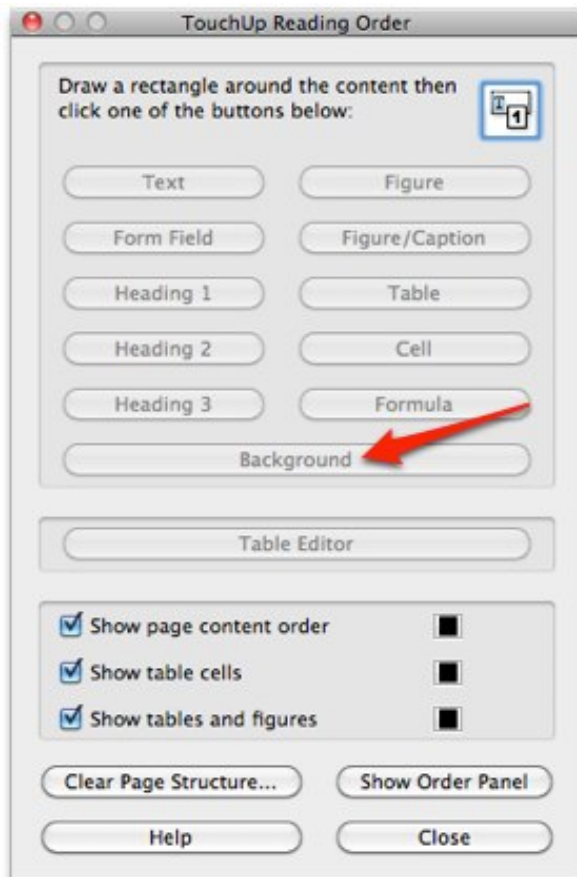 TouchUp Reading Order
Draw a rectangle around the content then
click one of the buttons below:
T
1
Text
Figure
Form Field
Figure/Caption
Heading 1
Table
Heading 2
Cell
Heading 3
Formula
Background
Table Editor
Show page content order
Show table cells
Show tables and figures
Clear Page Structure...
Show Order Panel
Help
Close